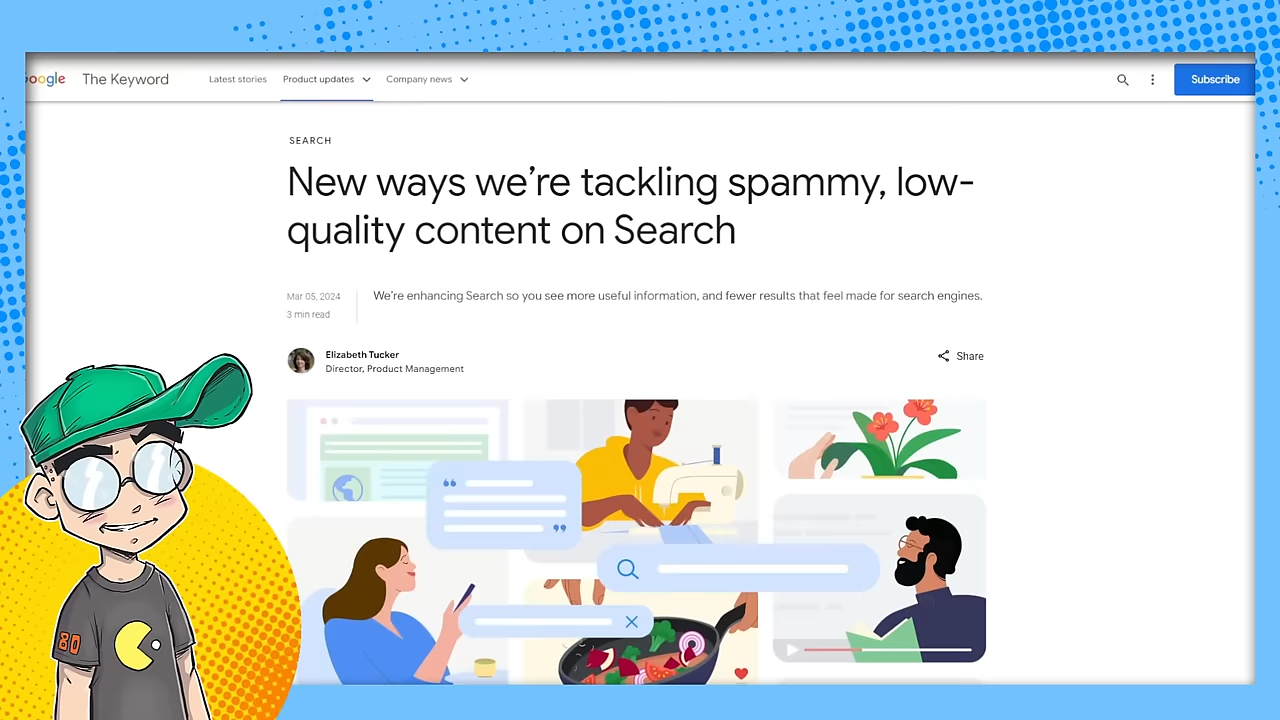 oogle The Keyword Latest stories Product updates Company news Subscribe
SEARCH
New ways we're tackling spammy, low-
quality content on Search
Mar 05, 2024
3 min read
We're enhancing Search so you see more useful information, and fewer results that feel made for search engines.
Elizabeth Tucker
Director, Product Management
Share
80